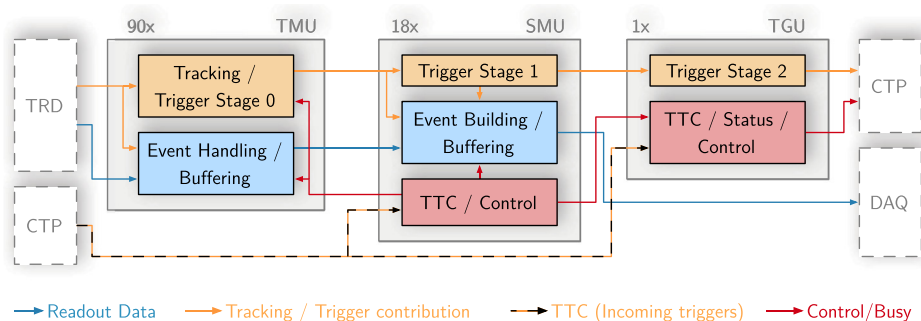 90x TMU 18x SMU 1x TGU
TRD
Tracking /
Trigger Stage 0
Event Handling /
Buffering
Trigger Stage 1
Event Building /
Buffering
TTC / Control
Trigger Stage 2
TTC / Status /
Control
CTP
DAQ
CTP
Readout Data Tracking / Trigger contribution TTC (Incoming triggers) Control/Busy